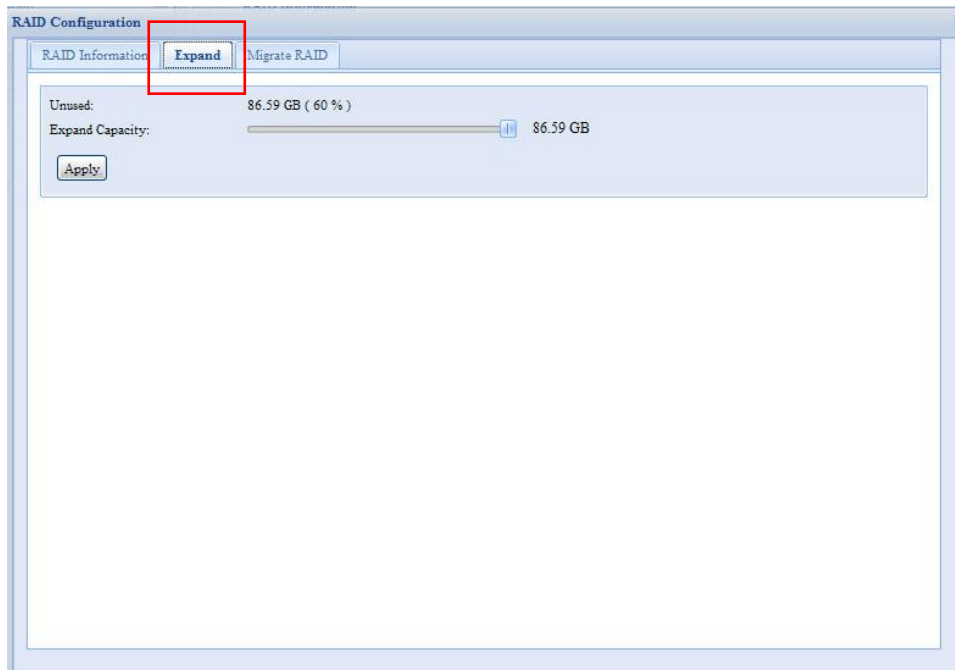 RAID Configuration
RAID Information Expand Migrate RAID
Unused: 86.59 GB ( 60 % )
Expand Capacity: 86.59 GB
Apply